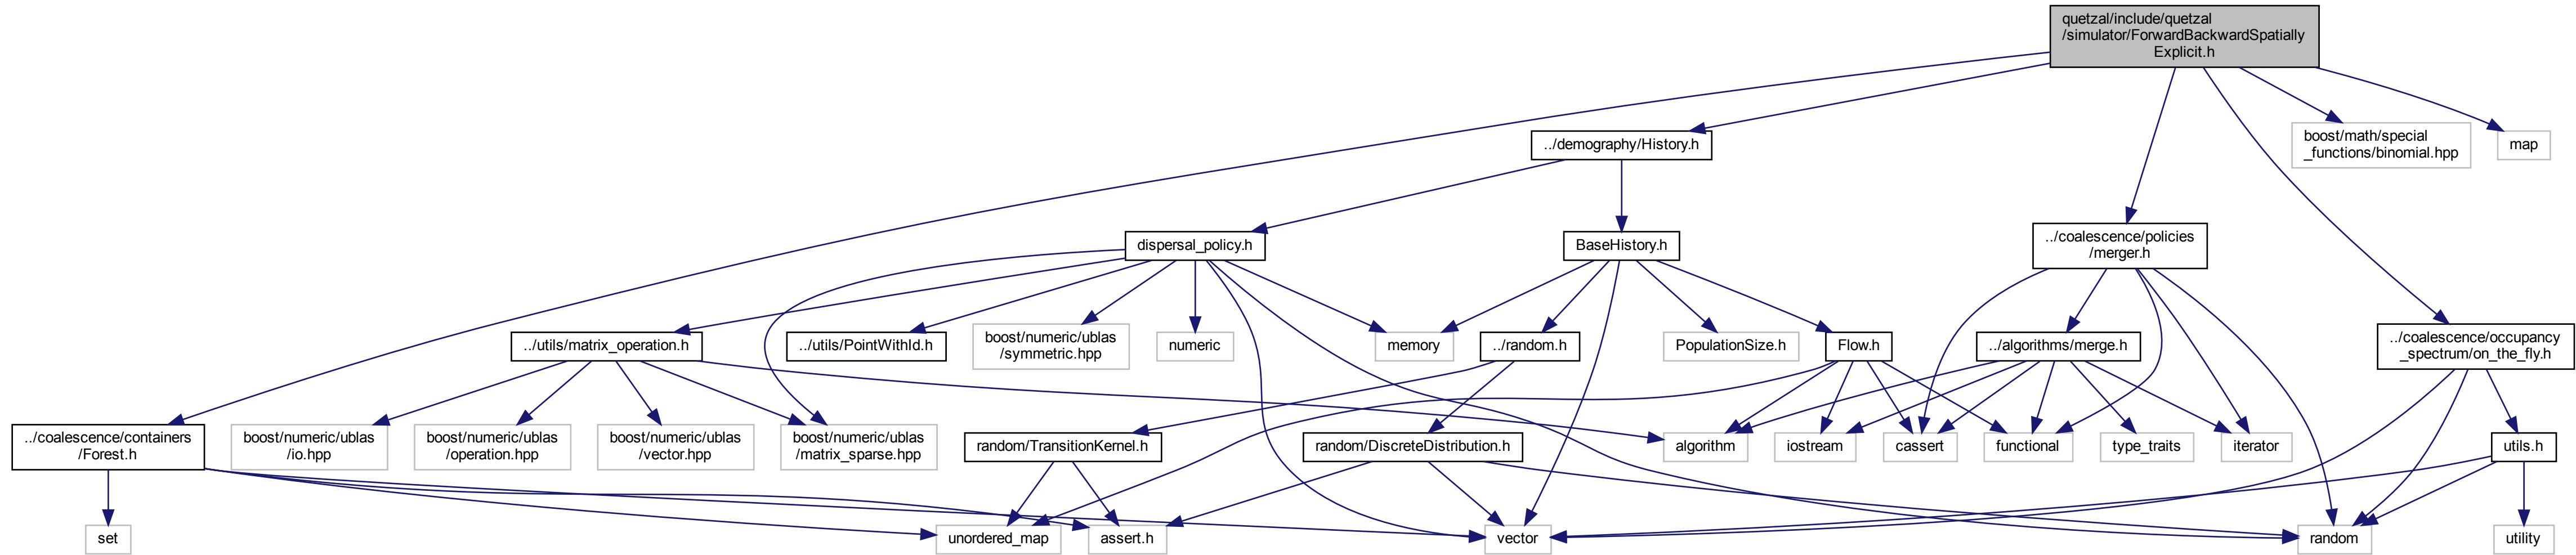 quetzal/include/quetzal
/simulator/ForwardBackwardSpatially
Explicit.h
../demography/History.h
boost/math/special
_functions/binomial.hpp
map
dispersal_policy.h
BaseHistory.h
../coalescence/policies
/merger.h
../utils/matrix_operation.h
../utils/PointWithId.h
boost/numeric/ublas
/symmetric.hpp
numeric
memory
../random.h
PopulationSize.h
Flow.h
../algorithms/merge.h
../coalescence/occupancy
_spectrum/on_the_fly.h
../coalescence/containers
/Forest.h
boost/numeric/ublas
/io.hpp
boost/numeric/ublas
/operation.hpp
boost/numeric/ublas
/vector.hpp
boost/numeric/ublas
/matrix_sparse.hpp
random/TransitionKernel.h
random/DiscreteDistribution.h
algorithm
iostream
cassert
functional
type_traits
iterator
utils.h
set
unordered_map
assert.h
vector
random
utility